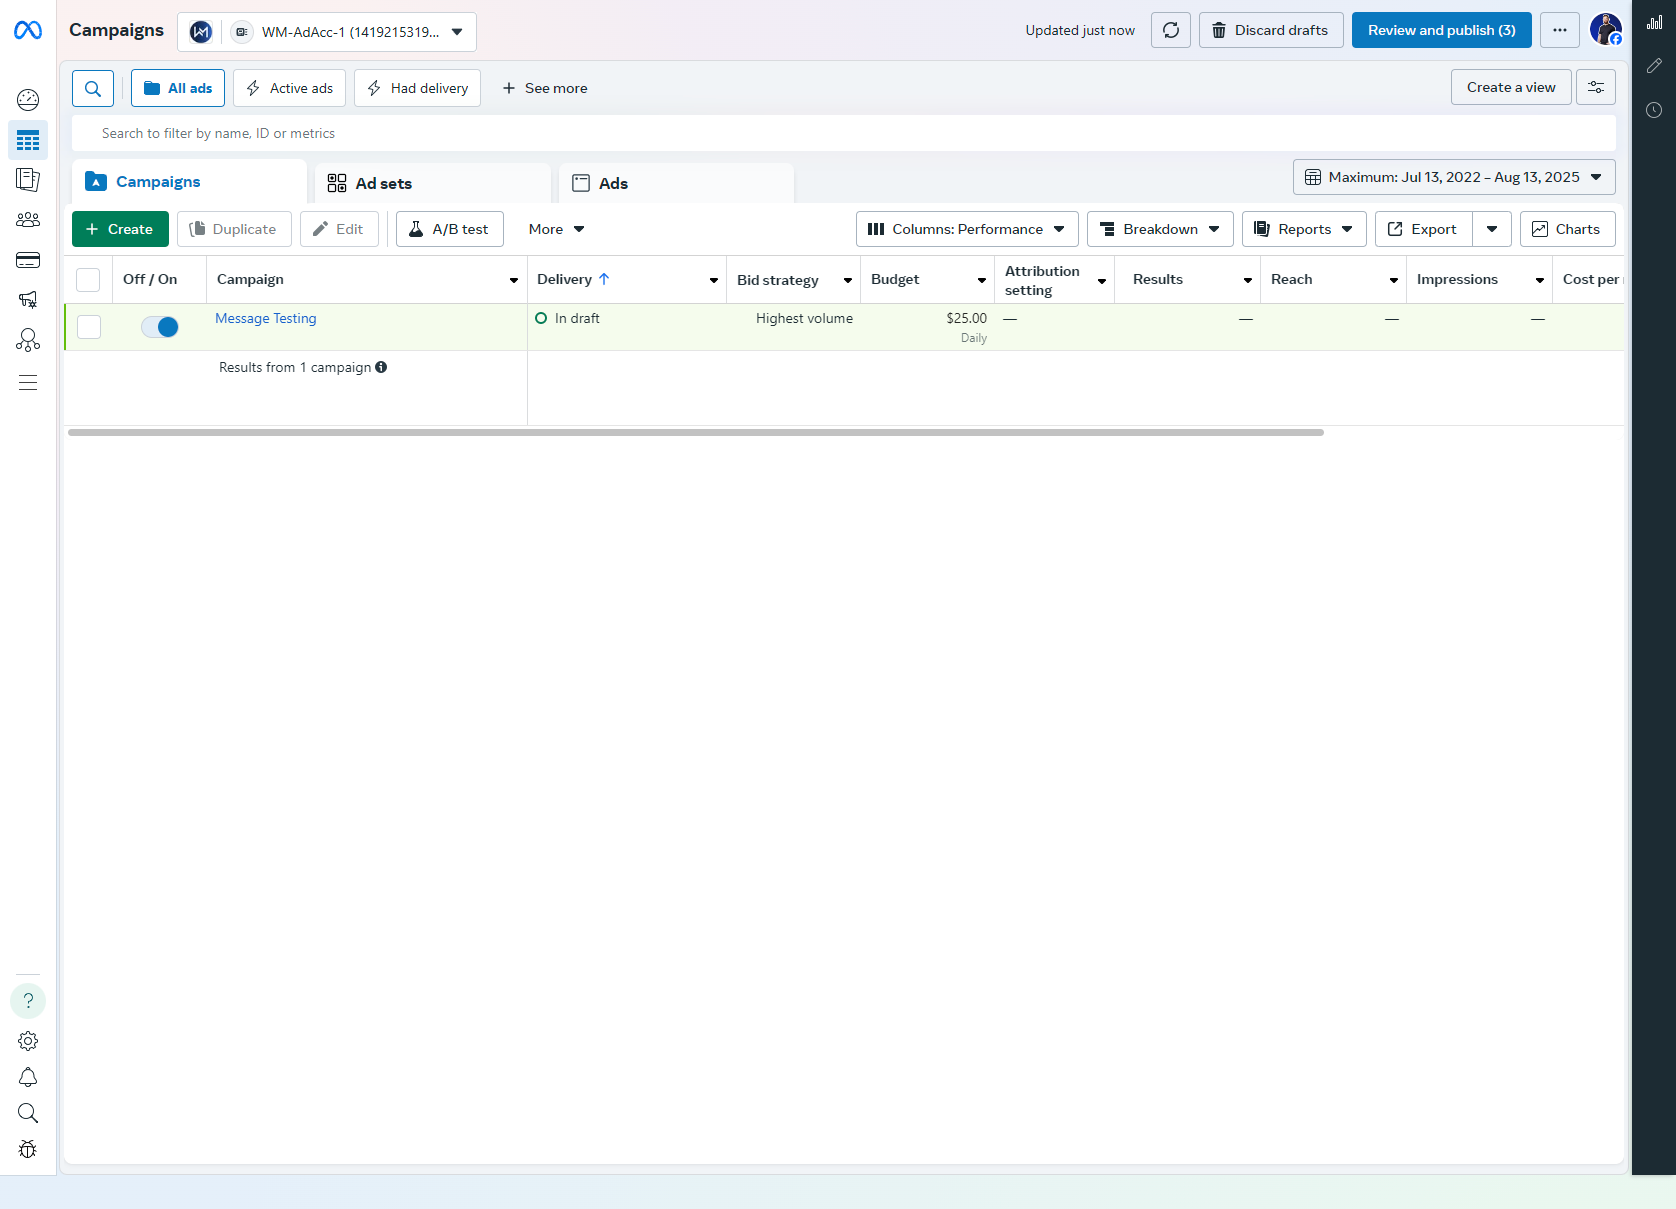 Campaigns
WM-AdAcc-1 (1419215319...
Updated just now
Discard drafts
Review and publish (3)
All ads
Active ads
Had delivery
See more
Create a view
Search to filter by name, ID or metrics
Campaigns
Ad sets
Ads
Maximum: Jul 13, 2022 – Aug 13, 2025
Create
Duplicate
Edit
A/B test
More
Columns: Performance
Breakdown
Reports
Export
Charts
Off / On
Campaign
Delivery ↑
Bid strategy
Budget
Attribution
setting
Results
Reach
Impressions
Cost per
Message Testing
In draft
Highest volume
$25.00
Daily
—
—
—
—
Results from 1 campaign